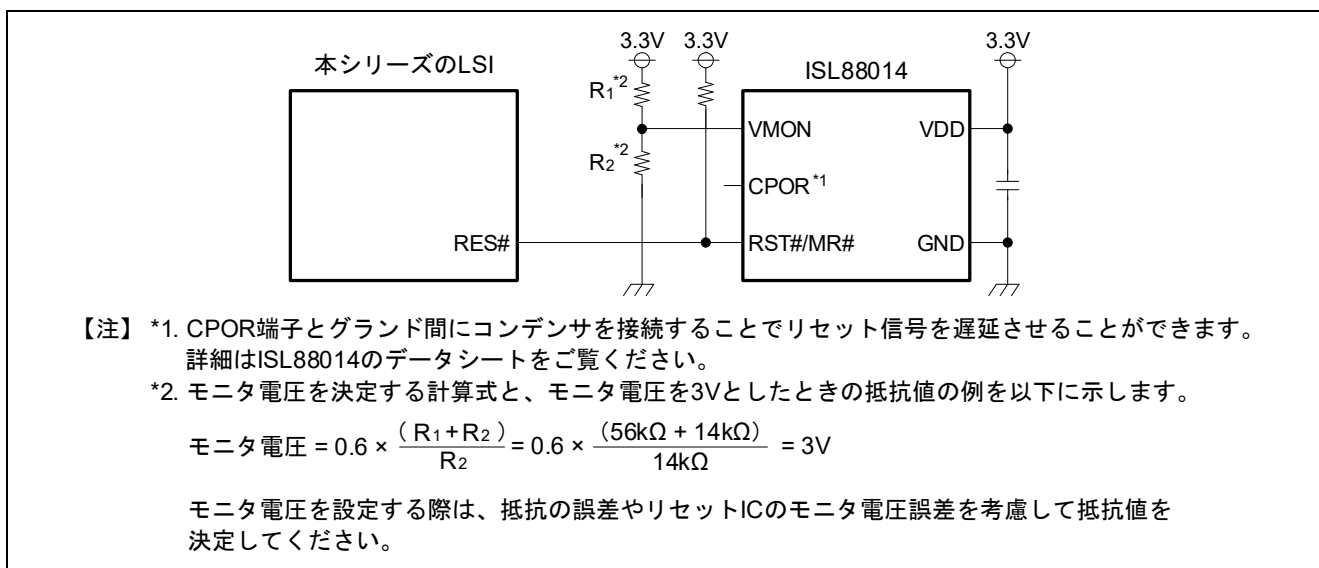 3.3V 3.3V 3.3V
本シリーズのLSI
ISL88014
R1*2
VMON
VDD
R2*2
CPOR*1
RES#
RST#/MR#
GND
【注】 *1. CPOR端子とグランド間にコンデンサを接続することでリセット信号を遅延させることができます。
詳細はISL88014のデータシートをご覧ください。
*2. モニタ電圧を決定する計算式と、モニタ電圧を3Vとしたときの抵抗値の例を以下に示します。
モニタ電圧 = 0.6 × (R1+R2)/R2 = 0.6 × (56kΩ + 14kΩ)/14kΩ = 3V
モニタ電圧を設定する際は、抵抗の誤差やリセットICのモニタ電圧誤差を考慮して抵抗値を
決定してください。